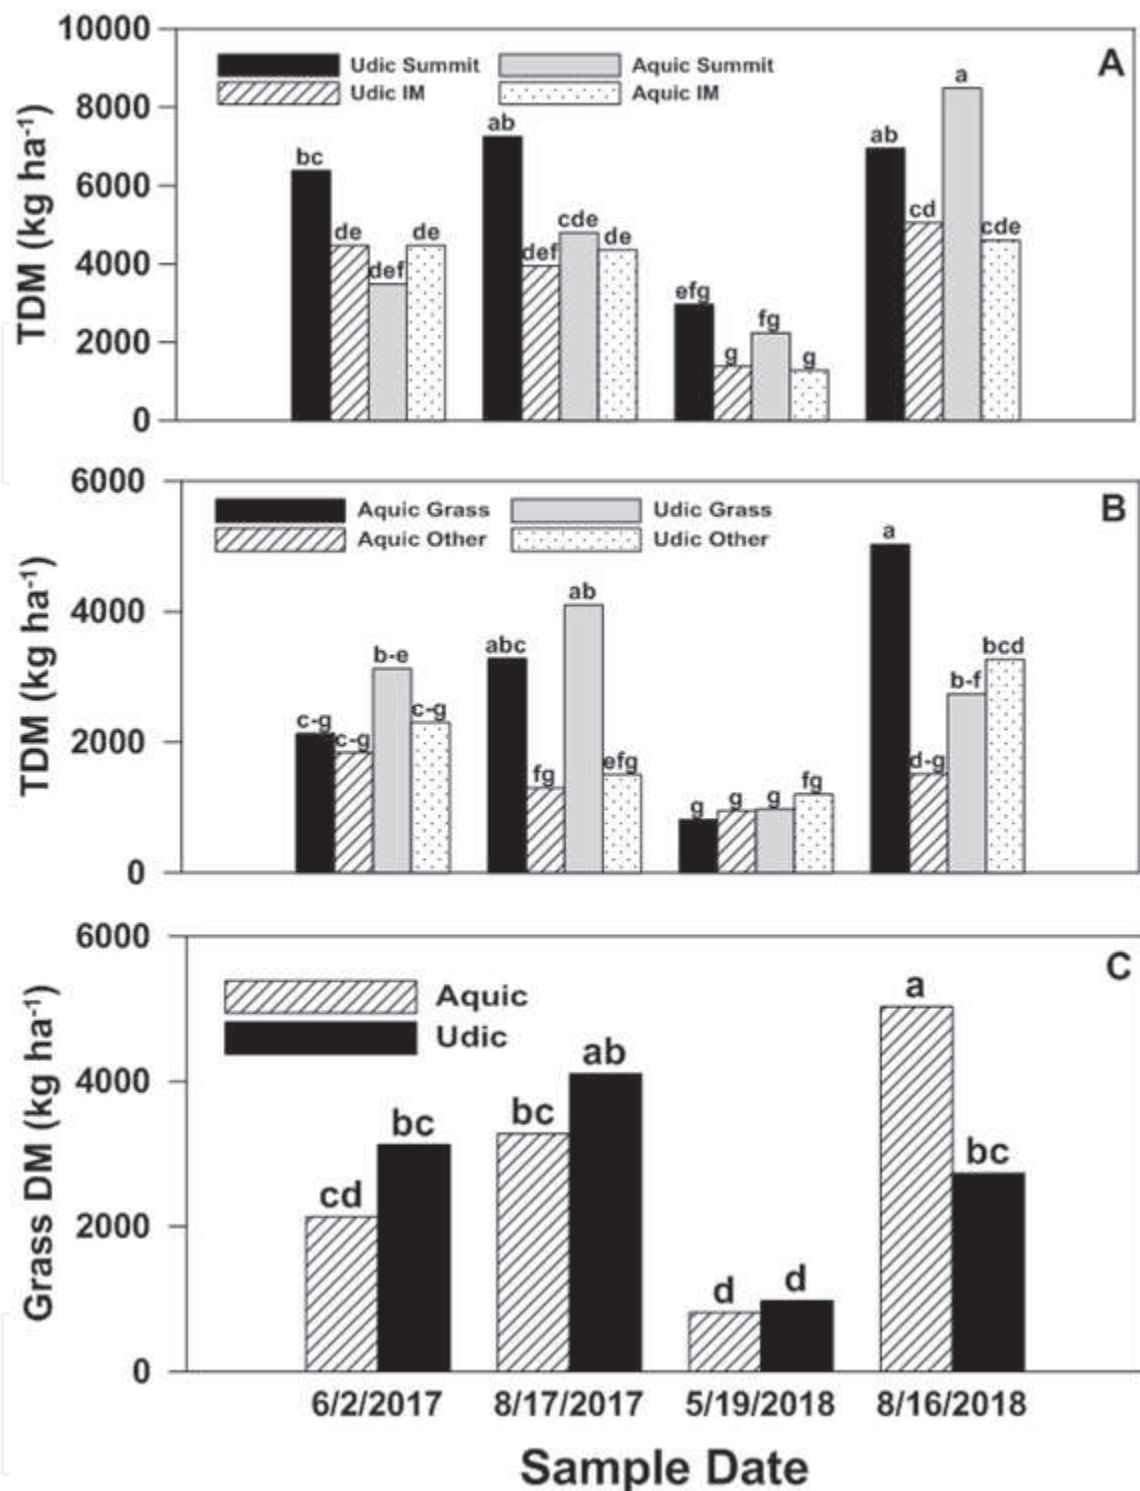 10000
8000
6000
4000
2000
0
TDM (kg ha-1)
A
Udic Summit Aquic Summit
Udic IM Aquic IM
bc de def de
ab def cde de
efg g fg g
ab cd a cde
6000
4000
2000
0
TDM (kg ha-1)
B
Aquic Grass Udic Grass
Aquic Other Udic Other
c-g c-g b-e c-g
abc fg ab efg
g g g fg
a d-g b-f bcd
6000
4000
2000
0
Grass DM (kg ha-1)
C
Aquic
Udic
cd bc
bc ab
d d
a bc
6/2/2017 8/17/2017 5/19/2018 8/16/2018
Sample Date